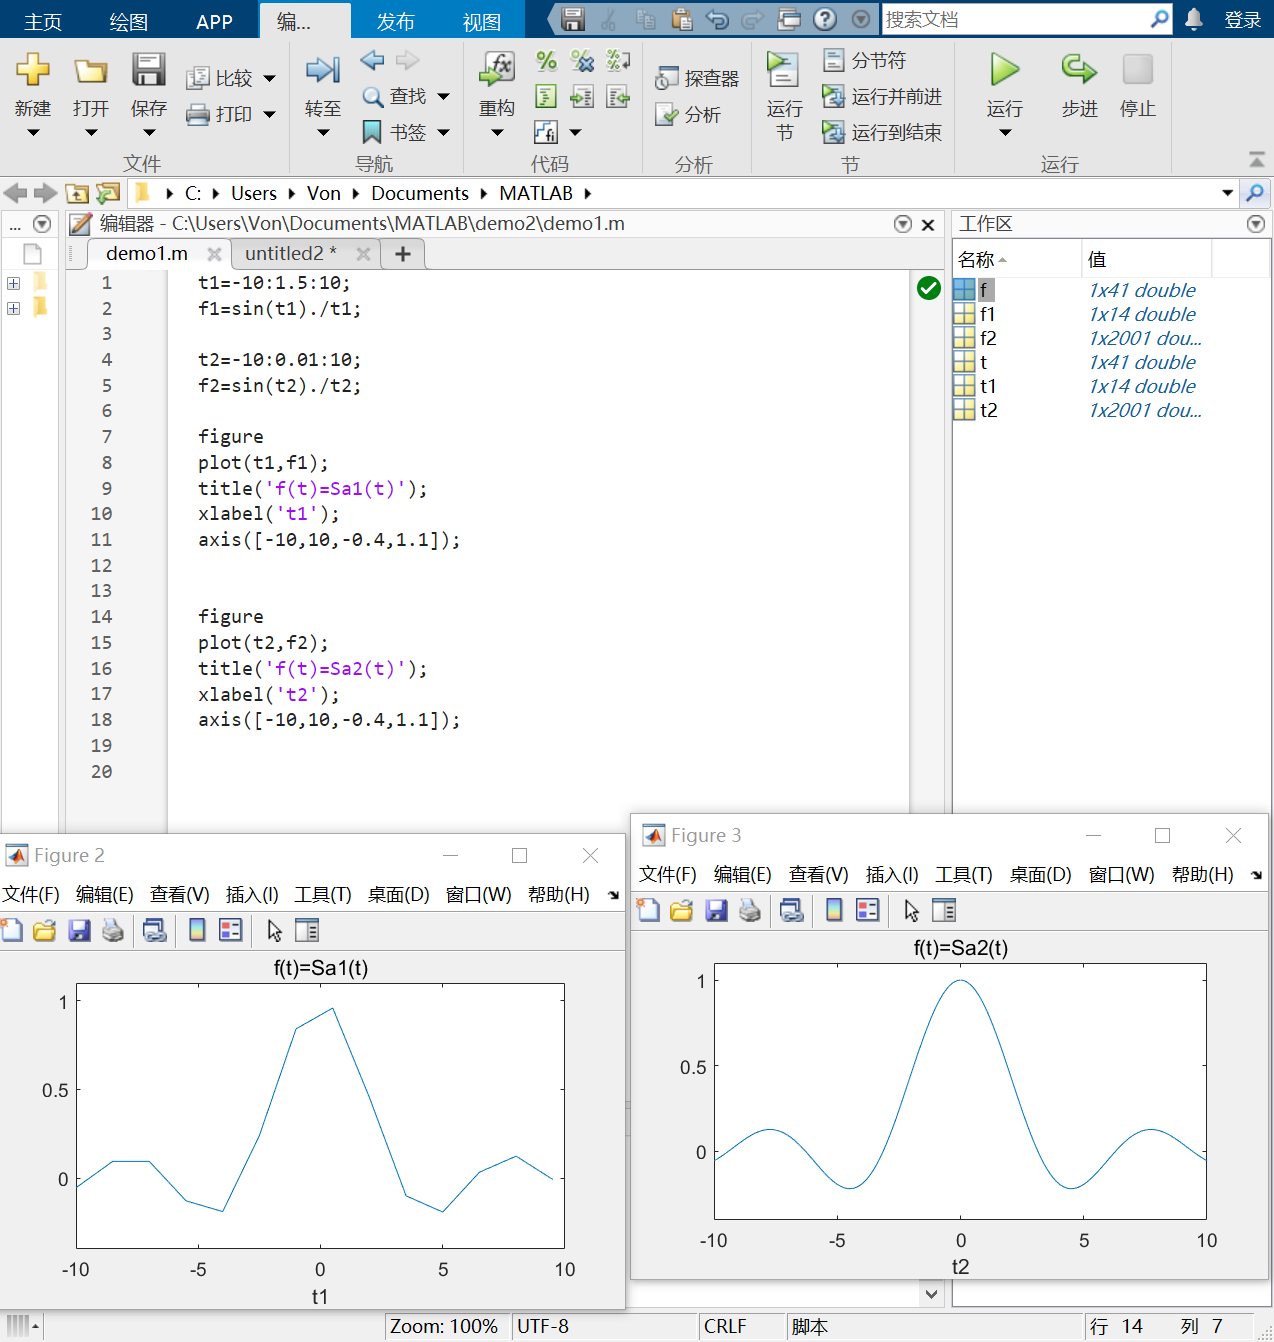 主页 绘图 APP 编... 发布 视图 搜索文档 登录
新建 打开 保存 比较 打印 转至 查找 书签 重构 探查器 分析 运行节 分节符 运行并前进 运行到结束 运行 步进 停止
文件 导航 代码 分析 节 运行
C: Users Von Documents MATLAB
... 编辑器 - C:\Users\Von\Documents\MATLAB\demo2\demo1.m 工作区
demo1.m untitled2 * +
名称 值
f 1x41 double
f1 1x14 double
f2 1x2001 dou...
t 1x41 double
t1 1x14 double
t2 1x2001 dou...
1 t1=-10:1.5:10;
2 f1=sin(t1)./t1;
3
4 t2=-10:0.01:10;
5 f2=sin(t2)./t2;
6
7 figure
8 plot(t1,f1);
9 title('f(t)=Sa1(t)');
10 xlabel('t1');
11 axis([-10,10,-0.4,1.1]);
12
13
14 figure
15 plot(t2,f2);
16 title('f(t)=Sa2(t)');
17 xlabel('t2');
18 axis([-10,10,-0.4,1.1]);
19
20
Figure 2
文件(F) 编辑(E) 查看(V) 插入(I) 工具(T) 桌面(D) 窗口(W) 帮助(H)
f(t)=Sa1(t)
1
0.5
0
-10 -5 0 5 10
t1
Figure 3
文件(F) 编辑(E) 查看(V) 插入(I) 工具(T) 桌面(D) 窗口(W) 帮助(H)
f(t)=Sa2(t)
1
0.5
0
-10 -5 0 5 10
t2
Zoom: 100% UTF-8 CRLF 脚本 行 14 列 7